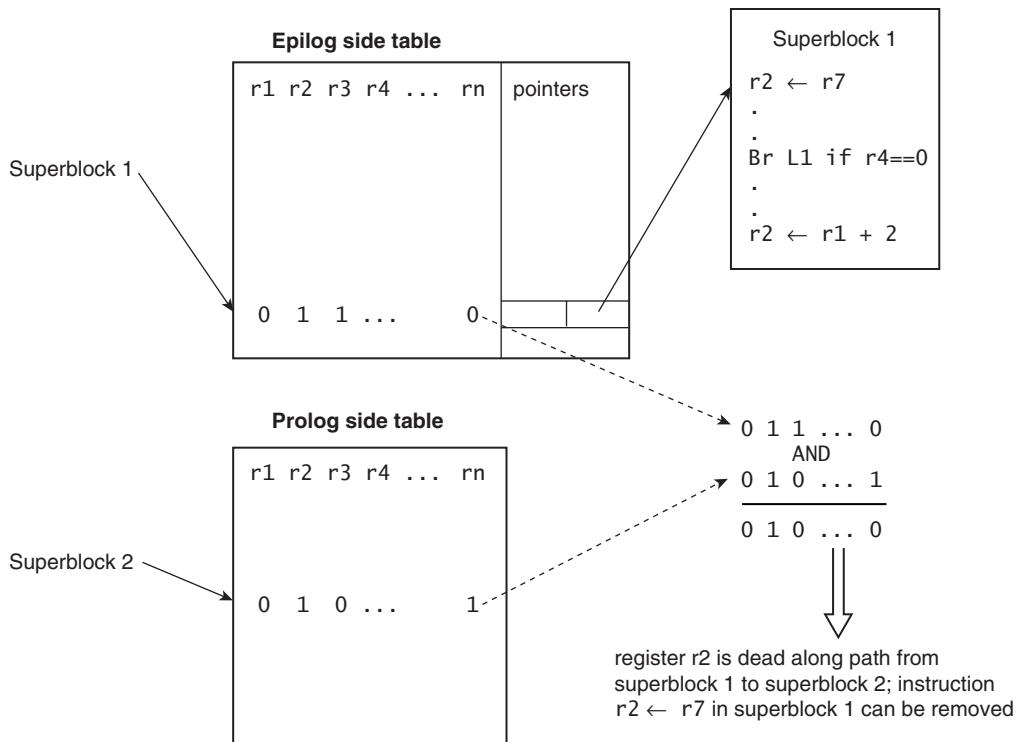 Epilog side table
r1 r2 r3 r4 ... rn
pointers
Superblock 1
0 1 1 ... 0
Superblock 1
r2 ← r7
.
.
Br L1 if r4==0
.
.
r2 ← r1 + 2
Prolog side table
r1 r2 r3 r4 ... rn
Superblock 2
0 1 0 ... 1
0 1 1 ... 0
AND
0 1 0 ... 1
0 1 0 ... 0
register r2 is dead along path from
superblock 1 to superblock 2; instruction
r2 ← r7 in superblock 1 can be removed